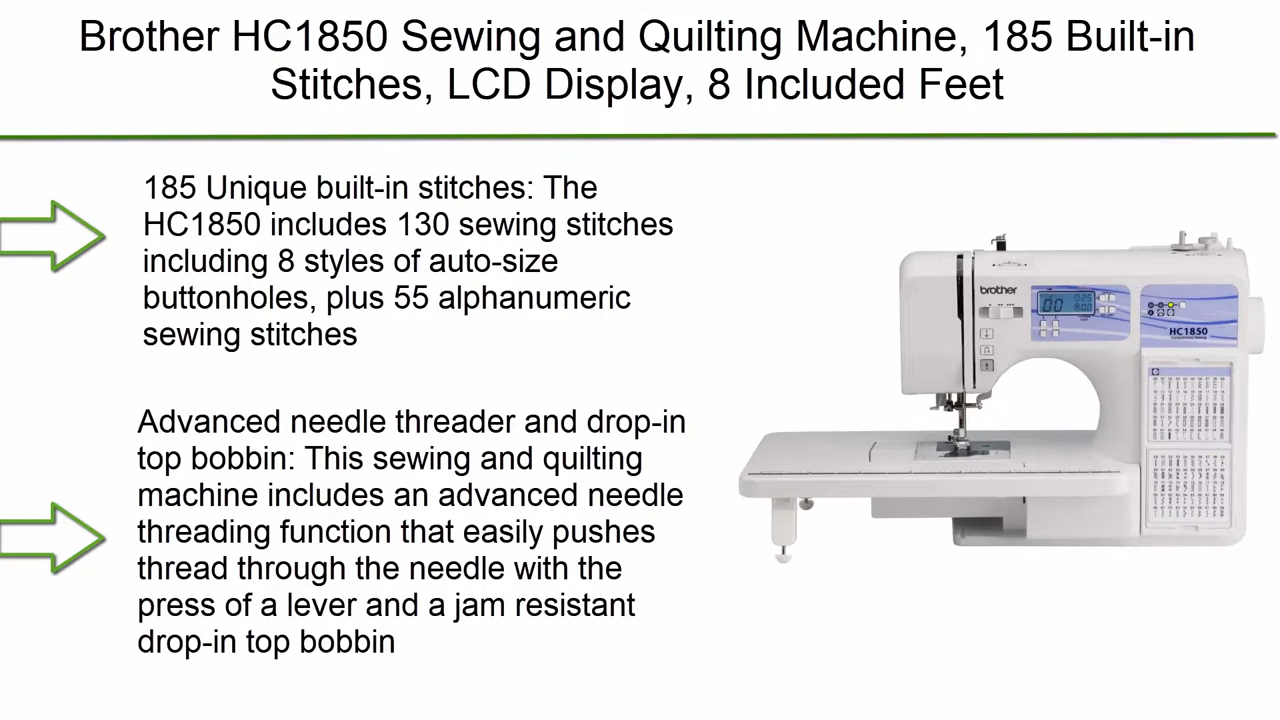 Brother HC1850 Sewing and Quilting Machine, 185 Built-in
Stitches, LCD Display, 8 Included Feet
185 Unique built-in stitches: The
HC1850 includes 130 sewing stitches
including 8 styles of auto-size
buttonholes, plus 55 alphanumeric
sewing stitches
Advanced needle threader and drop-in
top bobbin: This sewing and quilting
machine includes an advanced needle
threading function that easily pushes
thread through the needle with the
press of a lever and a jam resistant
drop-in top bobbin
brother
HC1850